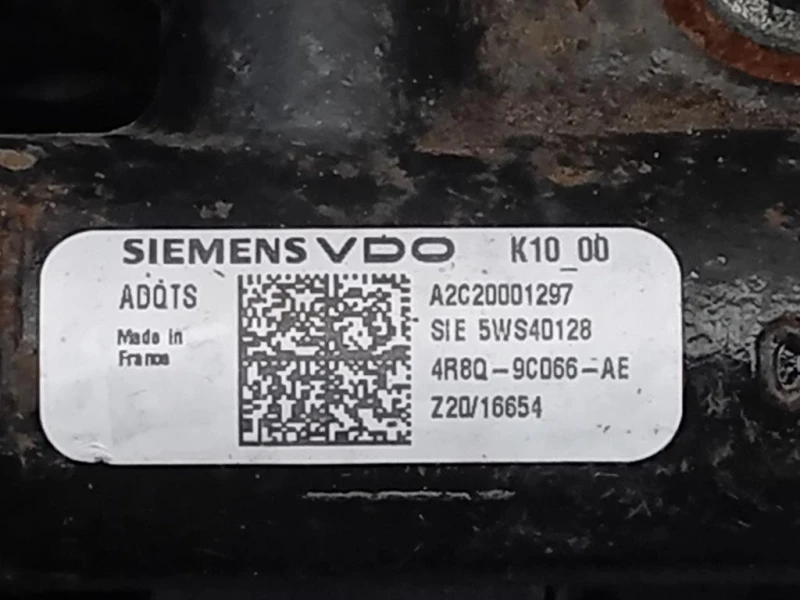 SIEMENS VDO K10_00
ADQTS
Made in
France
A2C20001297
SIE 5WS40128
4R8Q-9C066-AE
Z20/16654